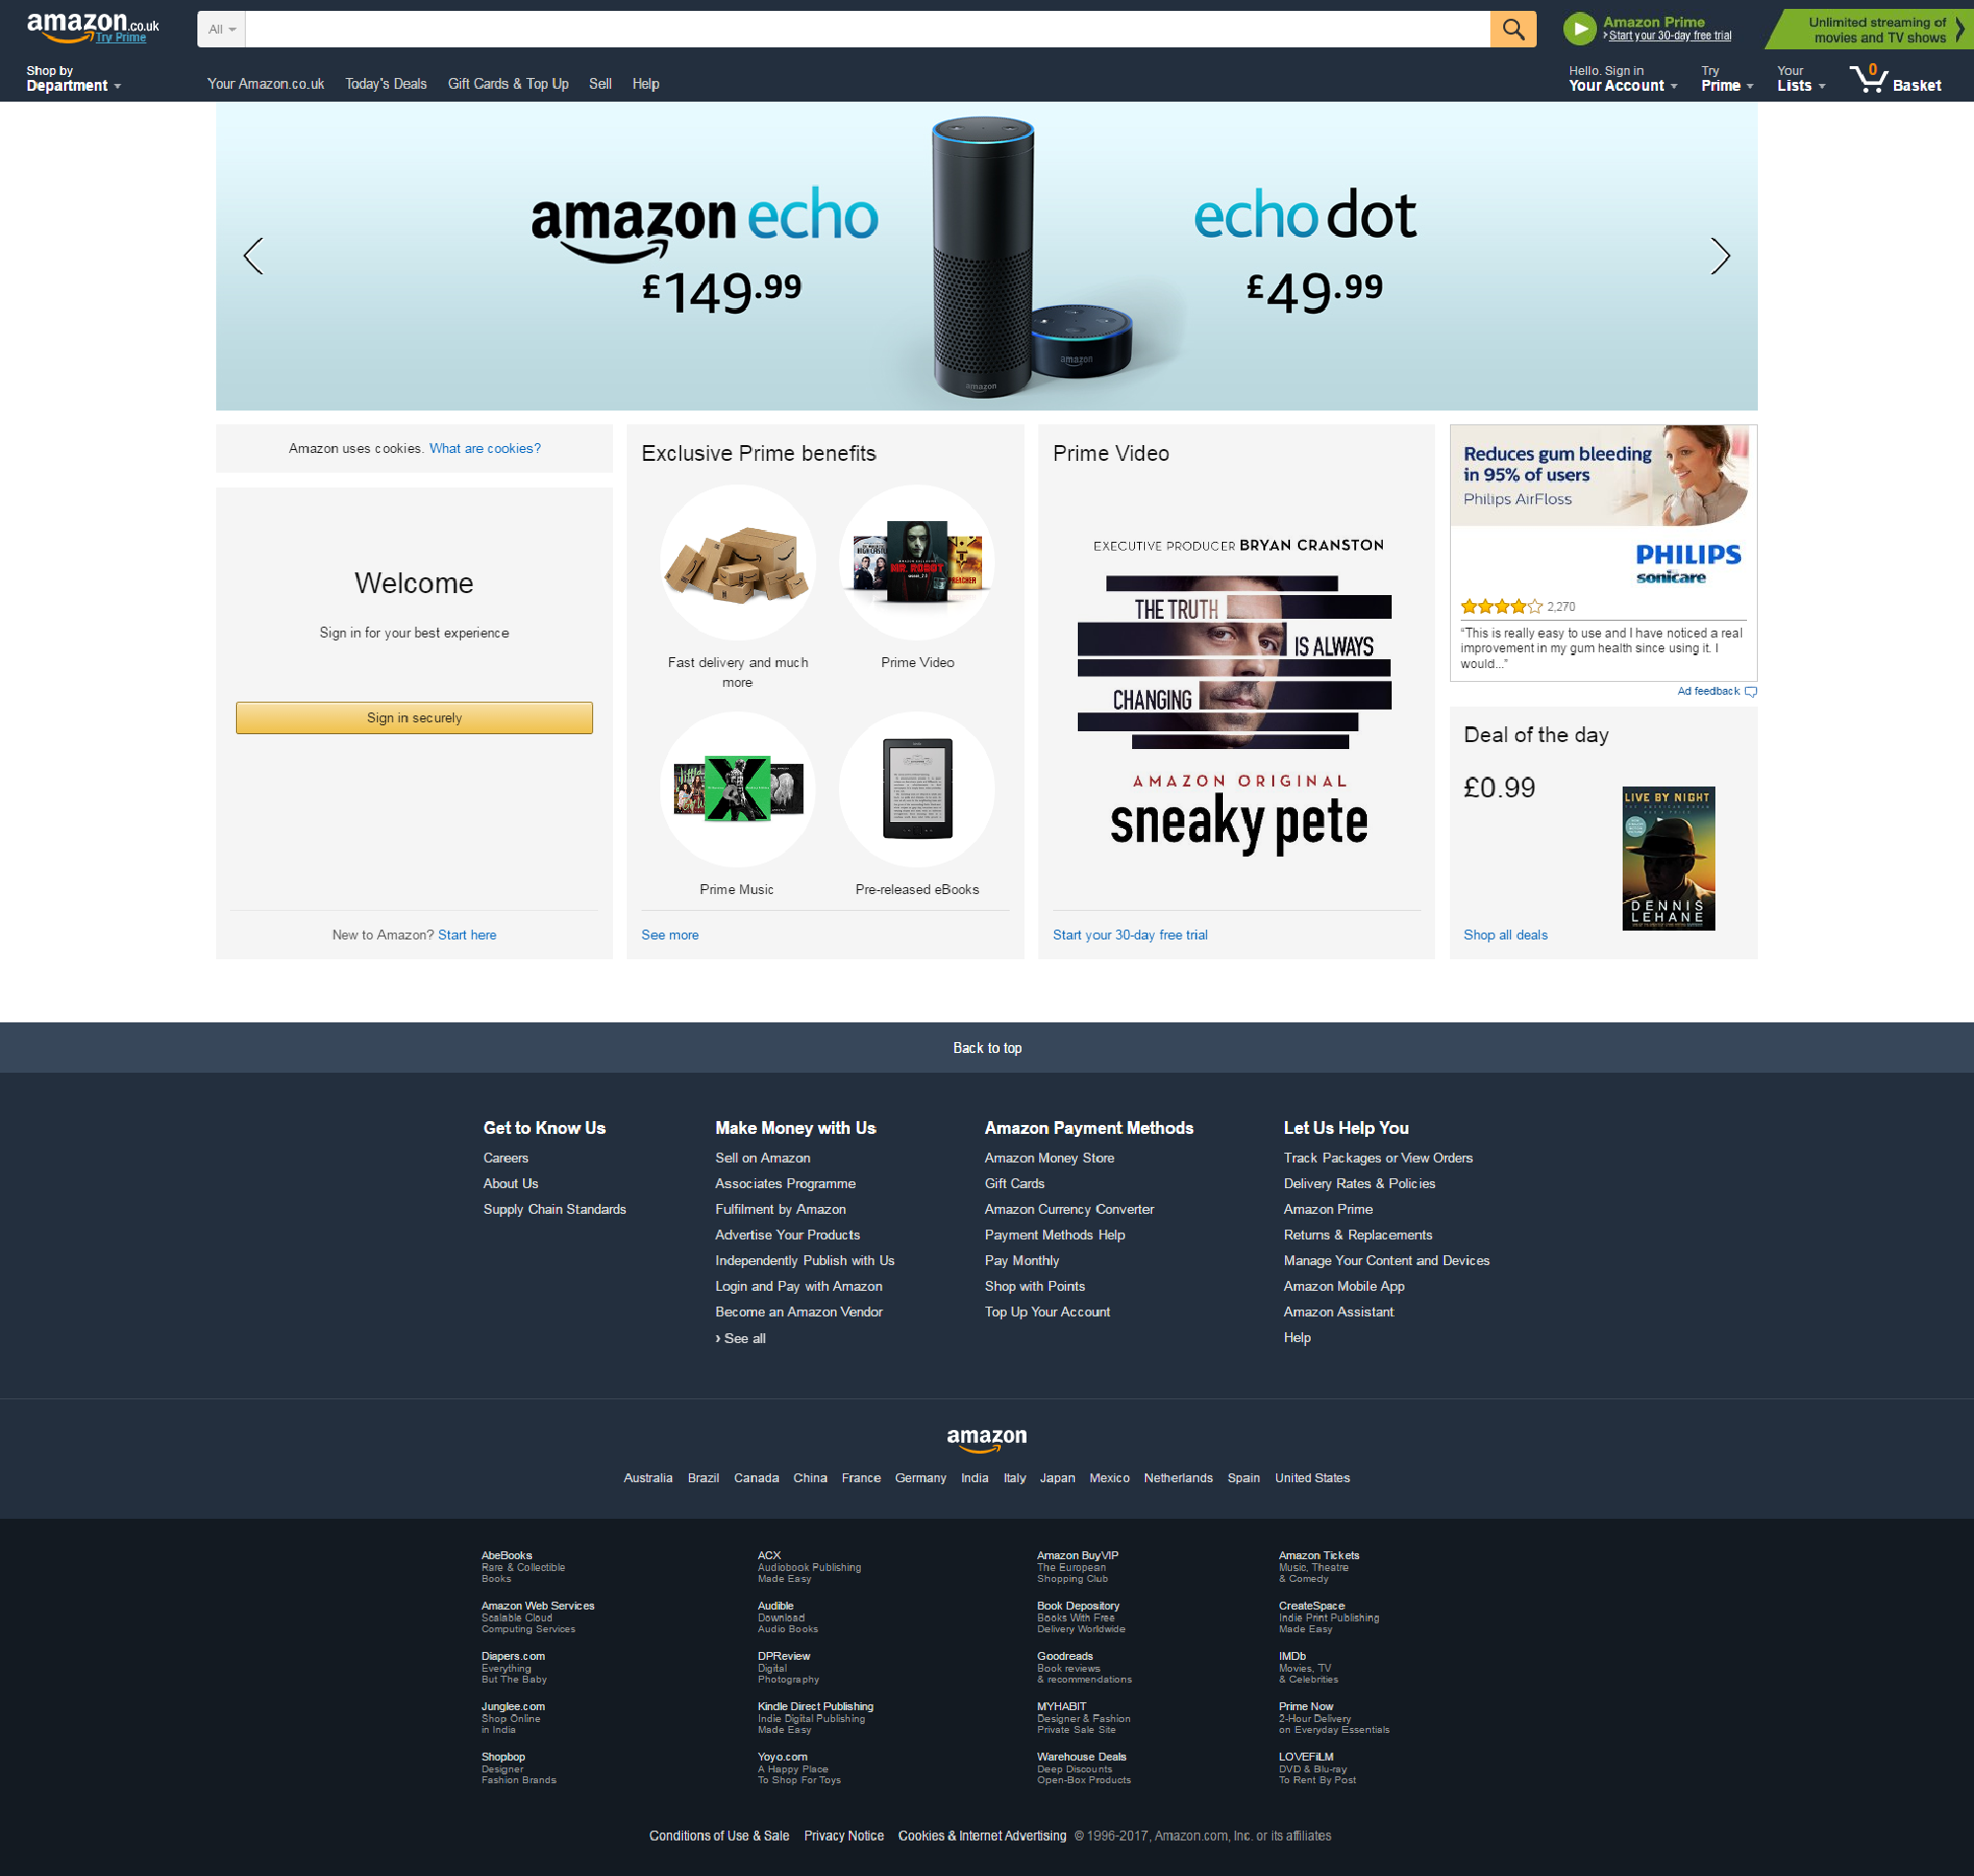 amazon.co.uk
Try Prime
All
Amazon Prime
Start your 30-day free trial
Unlimited streaming of
movies and TV shows
Shop by
Department
Your Amazon.co.uk
Today's Deals
Gift Cards & Top Up
Sell
Help
Hello. Sign in
Your Account
Try
Prime
Your
Lists
0
Basket
amazon echo
£149.99
echo dot
£49.99
amazon
amazon
Amazon uses cookies. What are cookies?
Welcome
Sign in for your best experience
Sign in securely
New to Amazon? Start here
Exclusive Prime benefits
MR. ROBOT
PREACHER
Fast delivery and much
more
Prime Video
Prime Music
Pre-released eBooks
See more
Prime Video
EXECUTIVE PRODUCER BRYAN CRANSTON
THE TRUTH
IS ALWAYS
CHANGING
AMAZON ORIGINAL
sneaky pete
Start your 30-day free trial
Reduces gum bleeding
in 95% of users
Philips AirFloss
PHILIPS
sonicare
2,270
“This is really easy to use and I have noticed a real
improvement in my gum health since using it. I
would...”
Ad feedback
Deal of the day
£0.99
LIVE BY NIGHT
DENNIS
LEHANE
Shop all deals
Back to top
Get to Know Us
Careers
About Us
Supply Chain Standards
Make Money with Us
Sell on Amazon
Associates Programme
Fulfilment by Amazon
Advertise Your Products
Independently Publish with Us
Login and Pay with Amazon
Become an Amazon Vendor
› See all
Amazon Payment Methods
Amazon Money Store
Gift Cards
Amazon Currency Converter
Payment Methods Help
Pay Monthly
Shop with Points
Top Up Your Account
Let Us Help You
Track Packages or View Orders
Delivery Rates & Policies
Amazon Prime
Returns & Replacements
Manage Your Content and Devices
Amazon Mobile App
Amazon Assistant
Help
amazon
Australia Brazil Canada China France Germany India Italy Japan Mexico Netherlands Spain United States
AbeBooks
Rare & Collectible
Books
ACX
Audiobook Publishing
Made Easy
Amazon BuyVIP
The European
Shopping Club
Amazon Tickets
Music, Theatre
& Comedy
Amazon Web Services
Scalable Cloud
Computing Services
Audible
Download
Audio Books
Book Depository
Books With Free
Delivery Worldwide
CreateSpace
Indie Print Publishing
Made Easy
Diapers.com
Everything
But The Baby
DPReview
Digital
Photography
Goodreads
Book reviews
& recommendations
IMDb
Movies, TV
& Celebrities
Junglee.com
Shop Online
in India
Kindle Direct Publishing
Indie Digital Publishing
Made Easy
MYHABIT
Designer & Fashion
Private Sale Site
Prime Now
2-Hour Delivery
on Everyday Essentials
Shopbop
Designer
Fashion Brands
Yoyo.com
A Happy Place
To Shop For Toys
Warehouse Deals
Deep Discounts
Open-Box Products
LOVEFiLM
DVD & Blu-ray
To Rent By Post
Conditions of Use & Sale Privacy Notice Cookies & Internet Advertising © 1996-2017, Amazon.com, Inc. or its affiliates